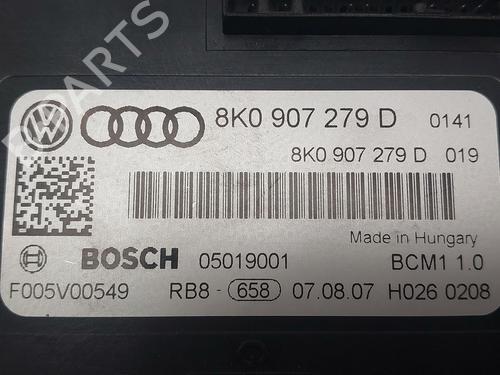 8K0 907 279 D 0141
8K0 907 279 D 019
Made in Hungary
BOSCH 05019001 BCM1 1.0
F005V00549 RB8 - 658 07.08.07 H026 0208
PARTS